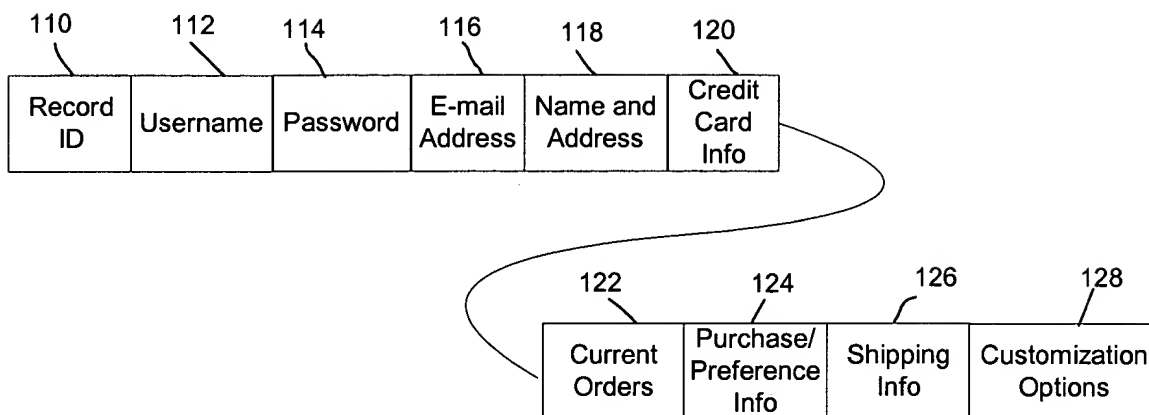 110 112 114 116 118 120
Record
ID
Username
Password
E-mail
Address
Name and
Address
Credit
Card
Info
122 124 126 128
Current
Orders
Purchase/
Preference
Info
Shipping
Info
Customization
Options